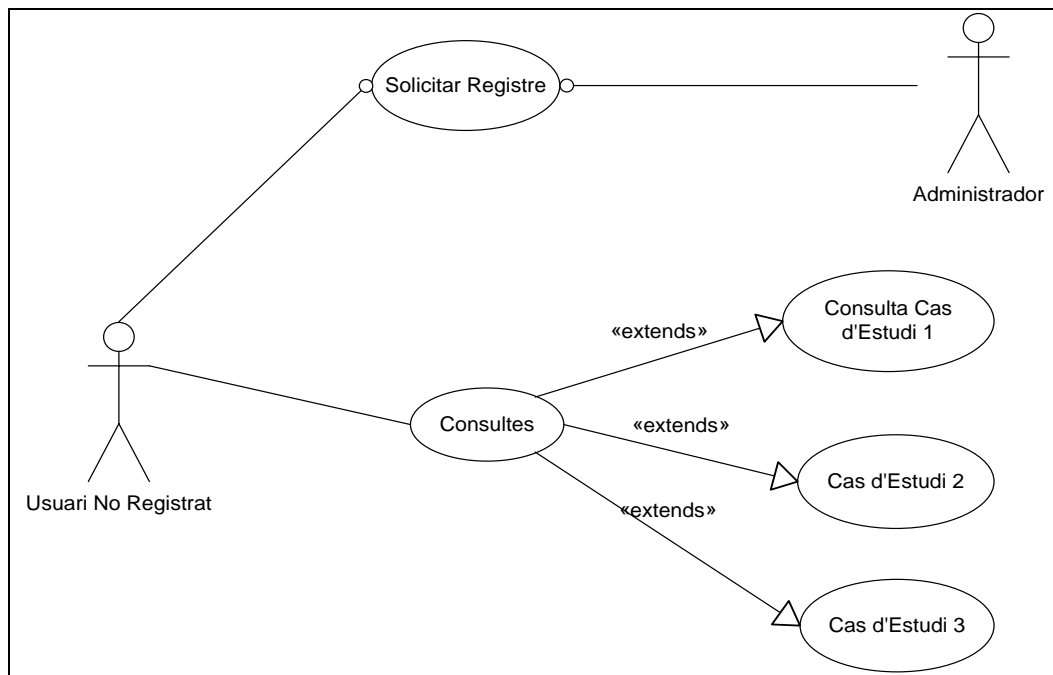 Solicitar Registre
Administrador
Consulta Cas
d'Estudi 1
«extends»
Consultes
«extends»
Cas d'Estudi 2
Usuari No Registrat
«extends»
Cas d'Estudi 3